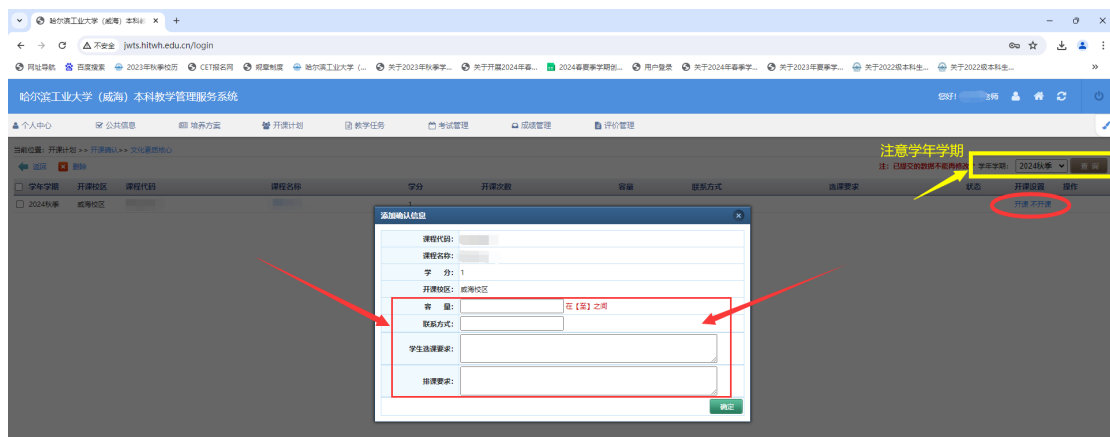 哈尔滨工业大学（威海）本科
不安全 jwts.hitwh.edu.cn/login
网址导航 百度搜索 2023年秋季校历 CET报名网 规章制度 哈尔滨工业大学（... 关于2023年秋季学... 关于开展2024年春... 2024春夏季学期创... 用户登录 关于2024年春季学... 关于2023年夏季学... 关于2022级本科生... 关于2022级本科生...
哈尔滨工业大学（威海）本科教学管理服务系统 您好! 老师
个人中心 公共信息 培养方案 开课计划 教学任务 考试管理 成绩管理 评价管理
注意学年学期
当前位置：开课计划 >> 开课确认 >> 文化素质核心
返回 删除 注：已提交的数据不能再修改 学年学期： 2024秋季 查询
学年学期 开课校区 课程代码 课程名称 学分 开课次数 容量 联系方式 选课要求 状态 开课设置 操作
2024秋季 威海校区 1 开课 不开课
添加确认信息
课程代码：
课程名称：
学 分：1
开课校区：威海校区
容 量： 在【至】之间
联系方式：
学生选课要求：
排课要求：
确定